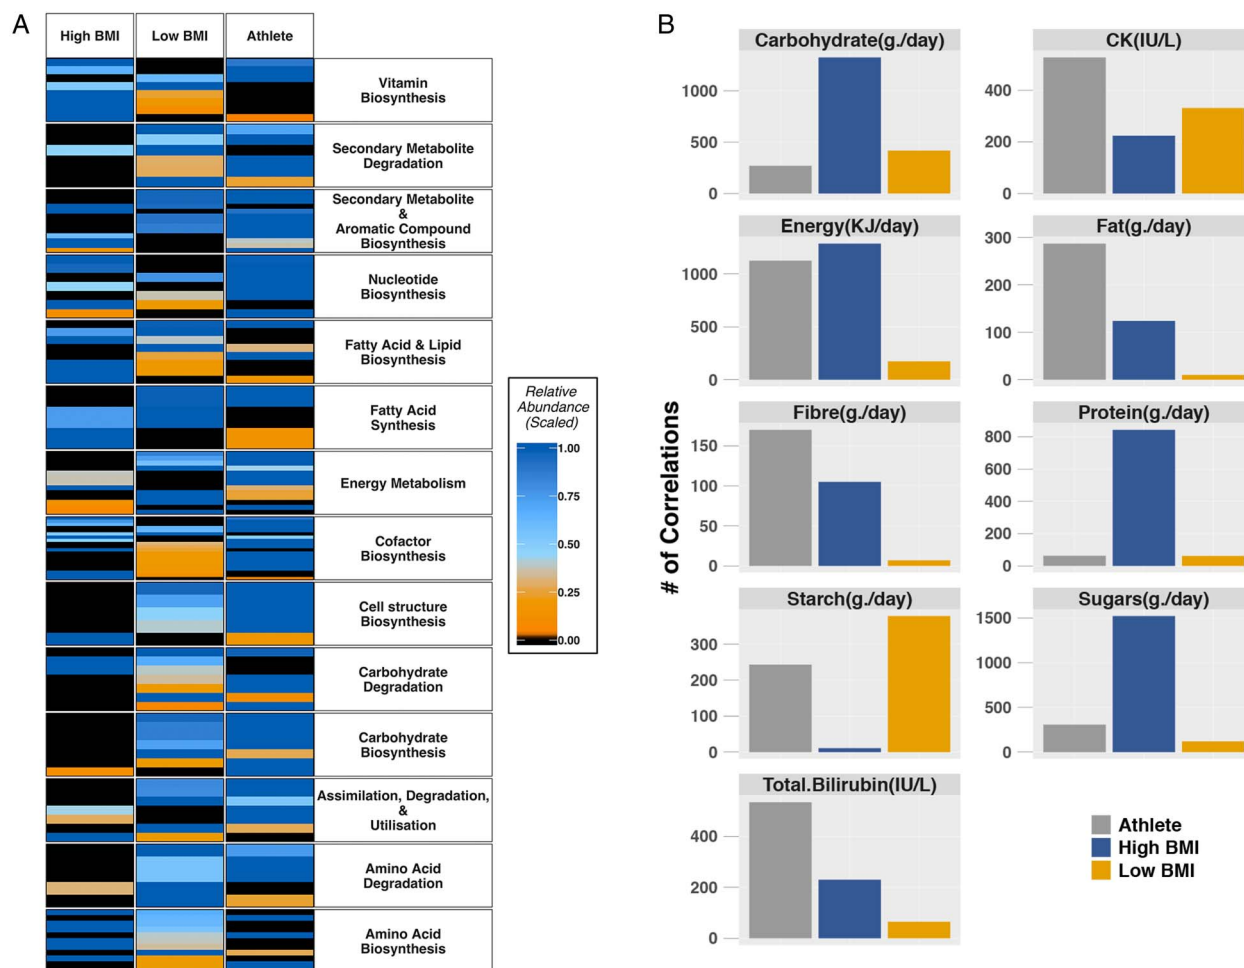 A
High BMI
Low BMI
Athlete
Vitamin
Biosynthesis
Secondary Metabolite
Degradation
Secondary Metabolite
&
Aromatic Compound
Biosynthesis
Nucleotide
Biosynthesis
Fatty Acid & Lipid
Biosynthesis
Fatty Acid
Synthesis
Energy Metabolism
Cofactor
Biosynthesis
Cell structure
Biosynthesis
Carbohydrate
Degradation
Carbohydrate
Biosynthesis
Assimilation, Degradation,
&
Utilisation
Amino Acid
Degradation
Amino Acid
Biosynthesis
Relative
Abundance
(Scaled)
1.00
0.75
0.50
0.25
0.00
B
# of Correlations
Carbohydrate(g./day)
1000
500
0
CK(IU/L)
400
200
0
Energy(KJ/day)
1000
500
0
Fat(g./day)
300
200
100
0
Fibre(g./day)
150
100
50
0
Protein(g./day)
800
600
400
200
0
Starch(g./day)
300
200
100
0
Sugars(g./day)
1500
1000
500
0
Total.Bilirubin(IU/L)
400
200
0
Athlete
High BMI
Low BMI